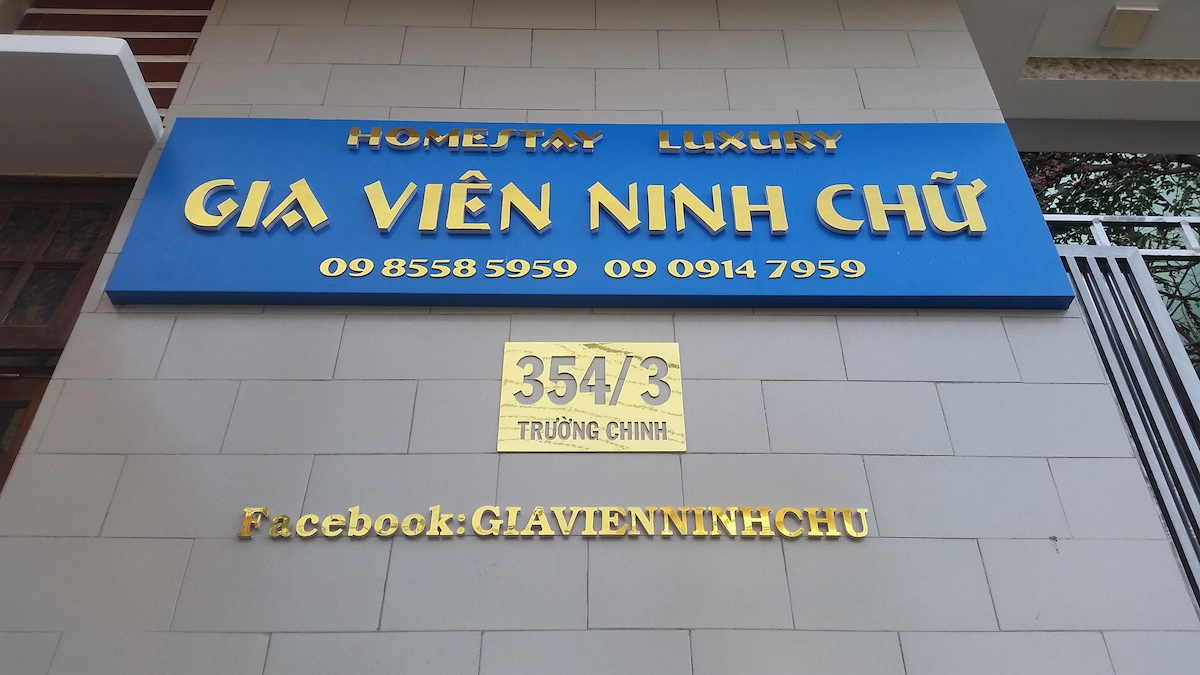 HOMESTAY LUXURY
GIA VIÊN NINH CHỮ
09 8558 5959 09 0914 7959
354/3
TRƯỜNG CHINH
Facebook:GIAVIENNINHCHU